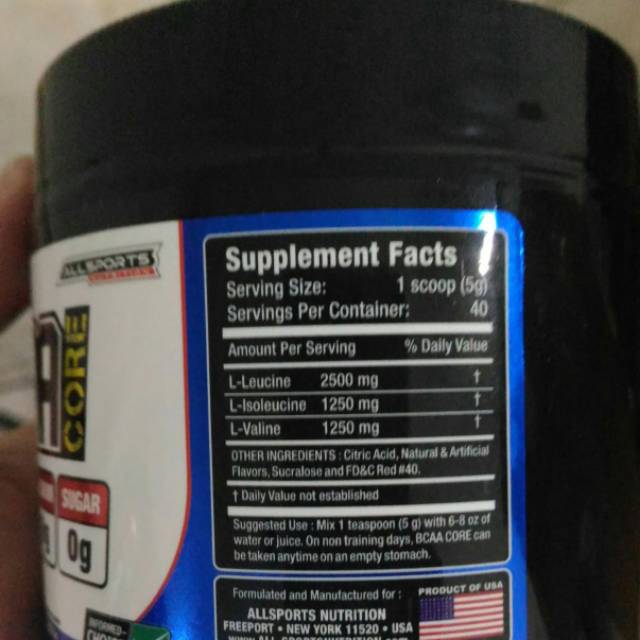 ALLSPORTS
A
CORE
SUGAR
0g
INFORMED
Supplement Facts
Serving Size: 1 scoop (5g)
Servings Per Container: 40
Amount Per Serving % Daily Value
L-Leucine 2500 mg †
L-Isoleucine 1250 mg †
L-Valine 1250 mg †
OTHER INGREDIENTS : Citric Acid, Natural & Artificial
Flavors, Sucralose and FD&C Red #40.
† Daily Value not established
Suggested Use : Mix 1 teaspoon (5 g) with 6-8 oz of
water or juice. On non training days, BCAA CORE can
be taken anytime on an empty stomach.
Formulated and Manufactured for :
ALLSPORTS NUTRITION
FREEPORT • NEW YORK 11520 • USA
PRODUCT OF USA